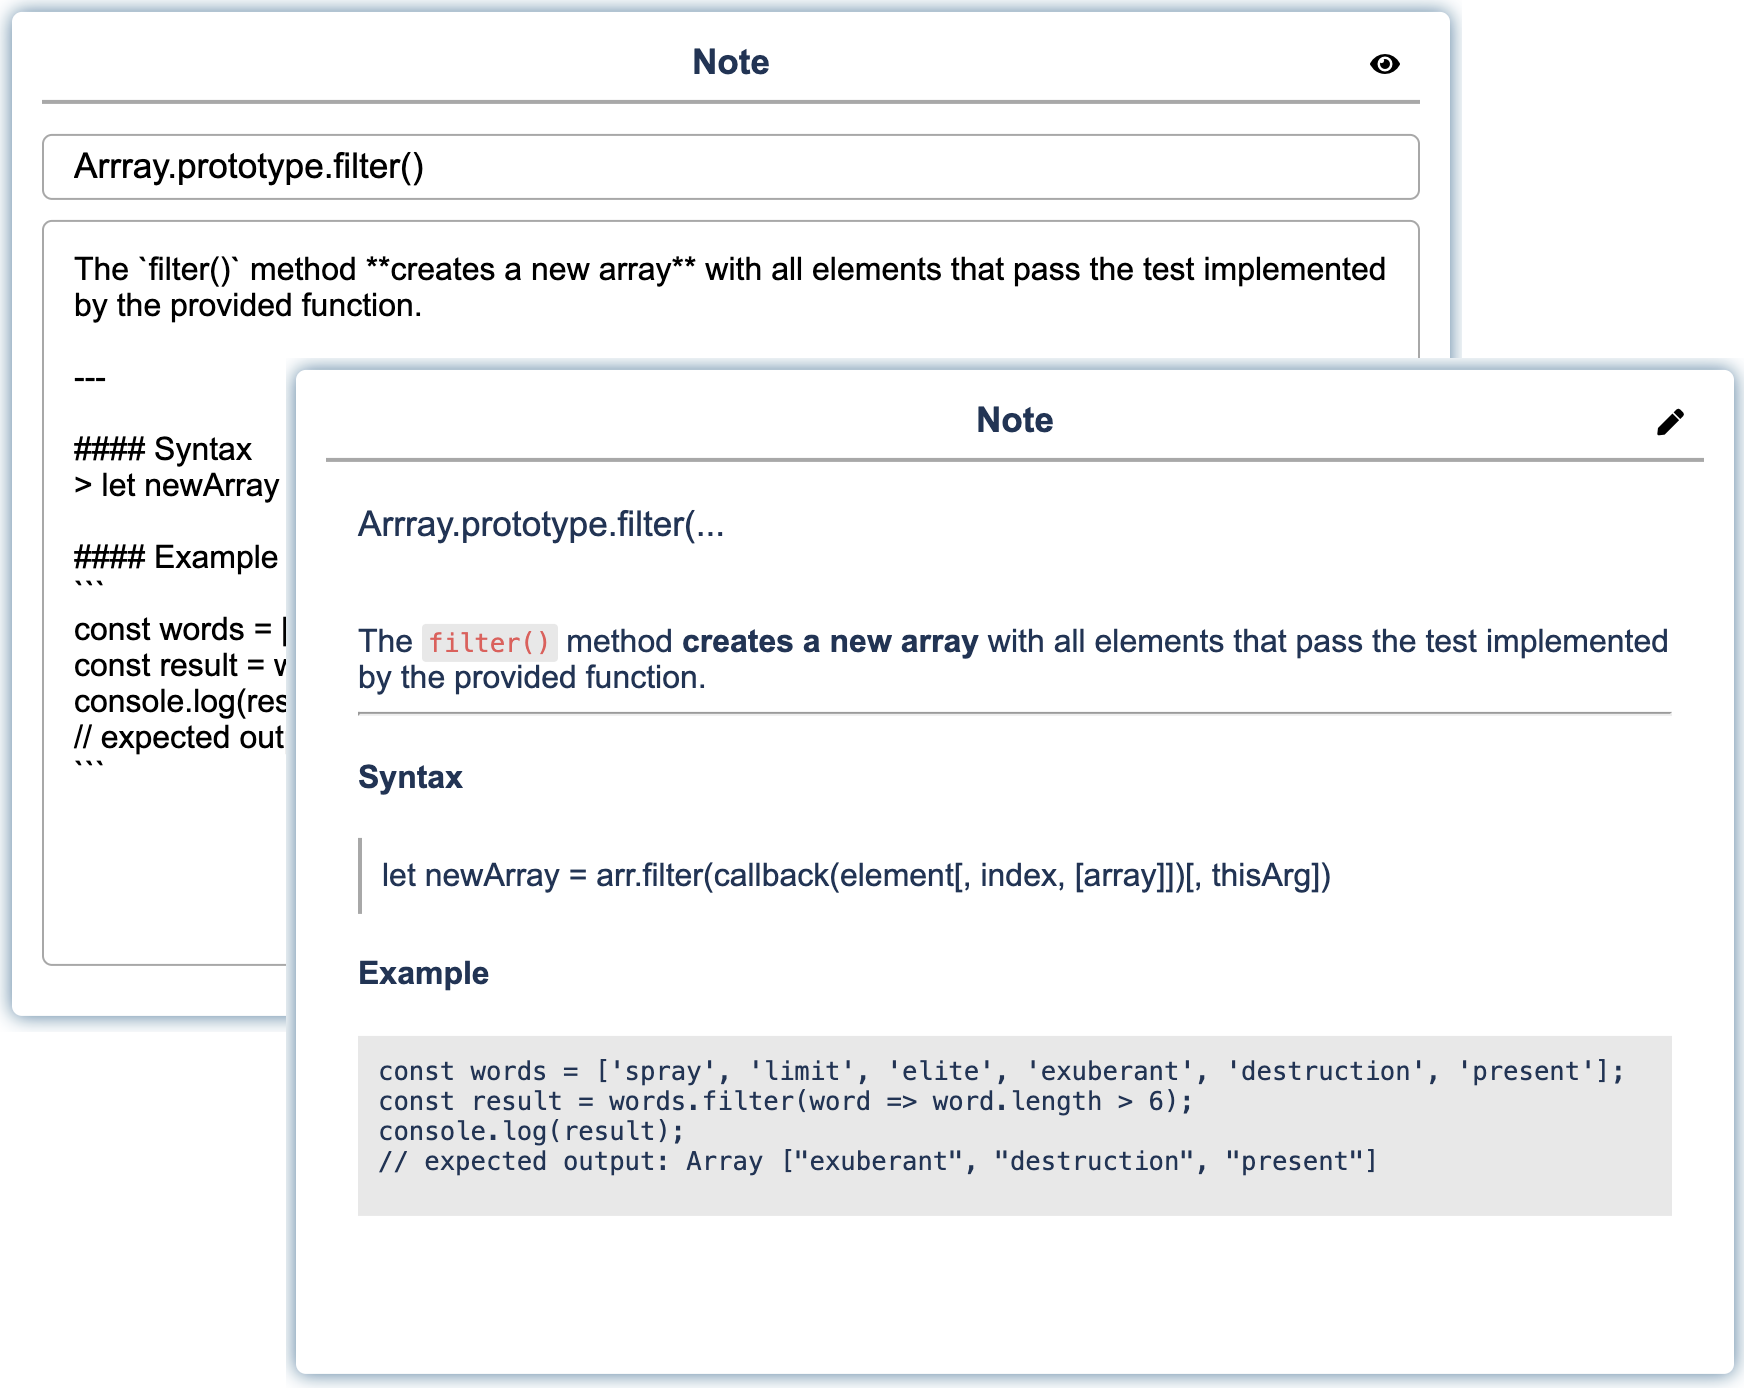 Note
Arrray.prototype.filter()
The `filter()` method **creates a new array** with all elements that pass the test implemented
by the provided function.
---
#### Syntax
> let newArray
#### Example
```
const words = [
const result = w
console.log(res
// expected out
```
Note
Arrray.prototype.filter(...
The filter() method creates a new array with all elements that pass the test implemented
by the provided function.
Syntax
let newArray = arr.filter(callback(element[, index, [array]])[, thisArg])
Example
const words = ['spray', 'limit', 'elite', 'exuberant', 'destruction', 'present'];
const result = words.filter(word => word.length > 6);
console.log(result);
// expected output: Array ["exuberant", "destruction", "present"]